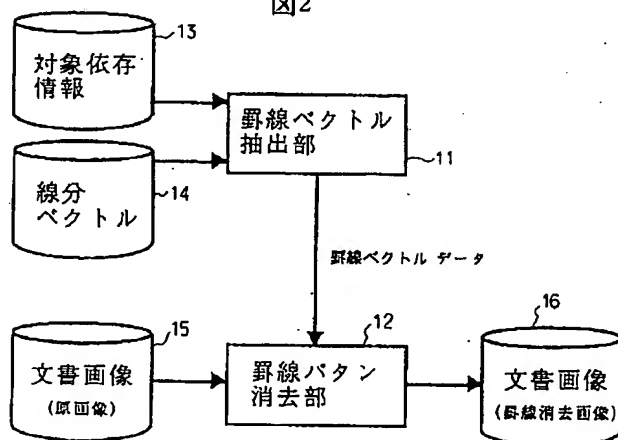 図2
13
対象依存
情報
罫線ベクトル
抽出部
11
線分
ベクトル
14
罫線ベクトル データ
15
文書画像
(原画像)
12
罫線パタン
消去部
16
文書画像
(罫線消去画像)